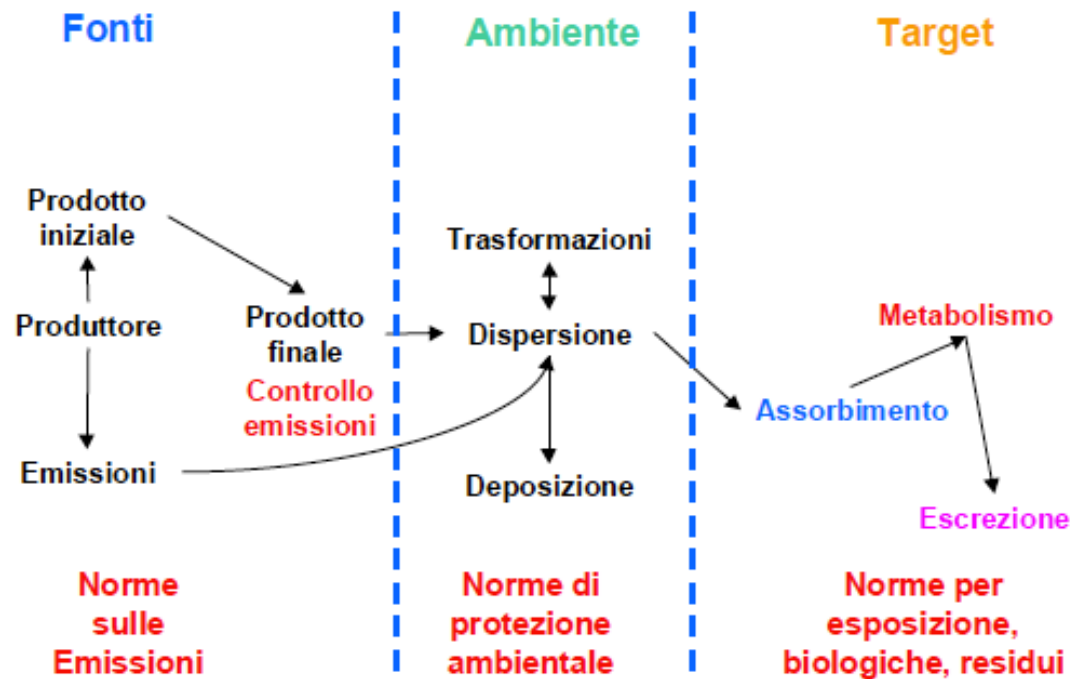 Fonti
Ambiente
Target
Prodotto
iniziale
Produttore
Prodotto
finale
Controllo
emissioni
Emissioni
Trasformazioni
Dispersione
Deposizione
Metabolismo
Assorbimento
Escrezione
Norme
sulle
Emissioni
Norme di
protezione
ambientale
Norme per
esposizione,
biologiche, residui